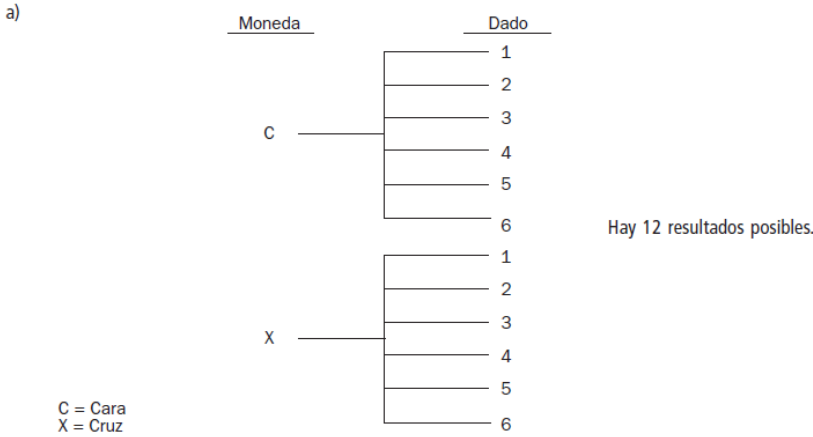 a)
Moneda Dado
1
2
3
C
4
5
6 Hay 12 resultados posibles.
1
2
3
X
4
5
C = Cara
X = Cruz 6